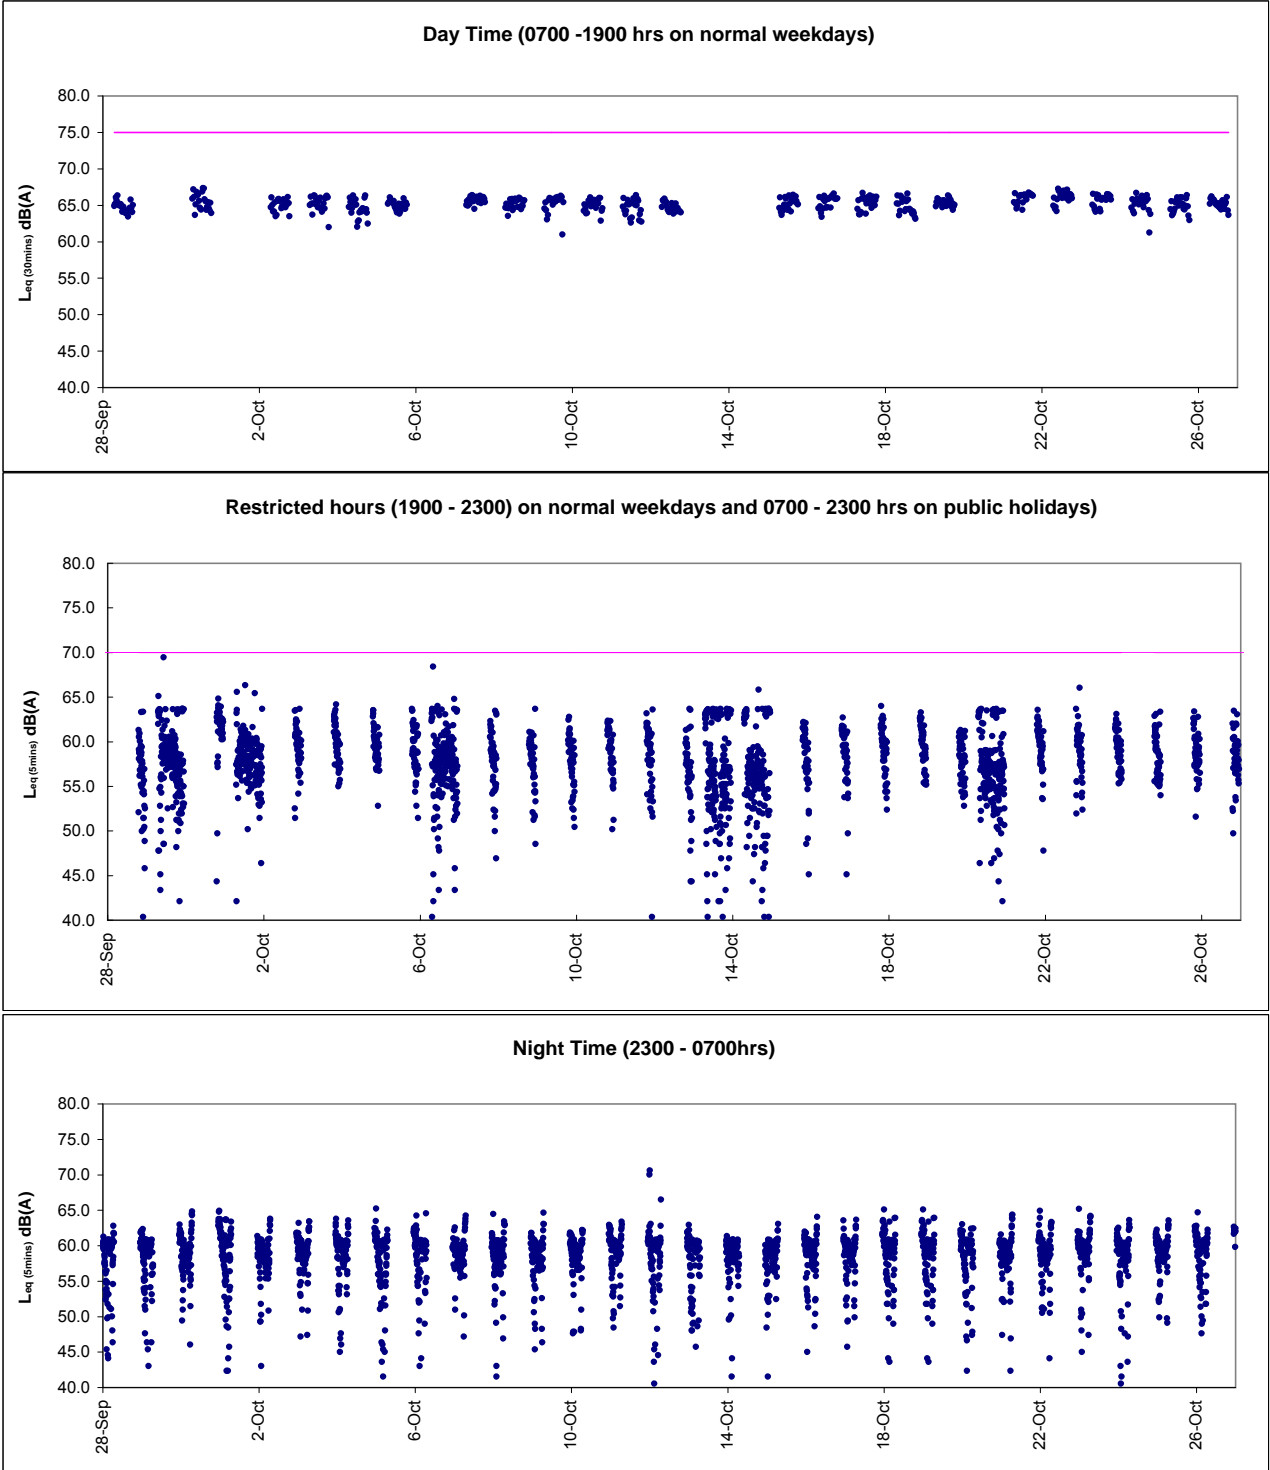 Day Time (0700 -1900 hrs on normal weekdays)
80.0
75.0
70.0
65.0
60.0
55.0
50.0
45.0
40.0
Leq (30mins) dB(A)
28-Sep
2-Oct
6-Oct
10-Oct
14-Oct
18-Oct
22-Oct
26-Oct
Restricted hours (1900 - 2300) on normal weekdays and 0700 - 2300 hrs on public holidays)
80.0
75.0
70.0
65.0
60.0
55.0
50.0
45.0
40.0
Leq (5mins) dB(A)
28-Sep
2-Oct
6-Oct
10-Oct
14-Oct
18-Oct
22-Oct
26-Oct
Night Time (2300 - 0700hrs)
80.0
75.0
70.0
65.0
60.0
55.0
50.0
45.0
40.0
Leq (5mins) dB(A)
28-Sep
2-Oct
6-Oct
10-Oct
14-Oct
18-Oct
22-Oct
26-Oct